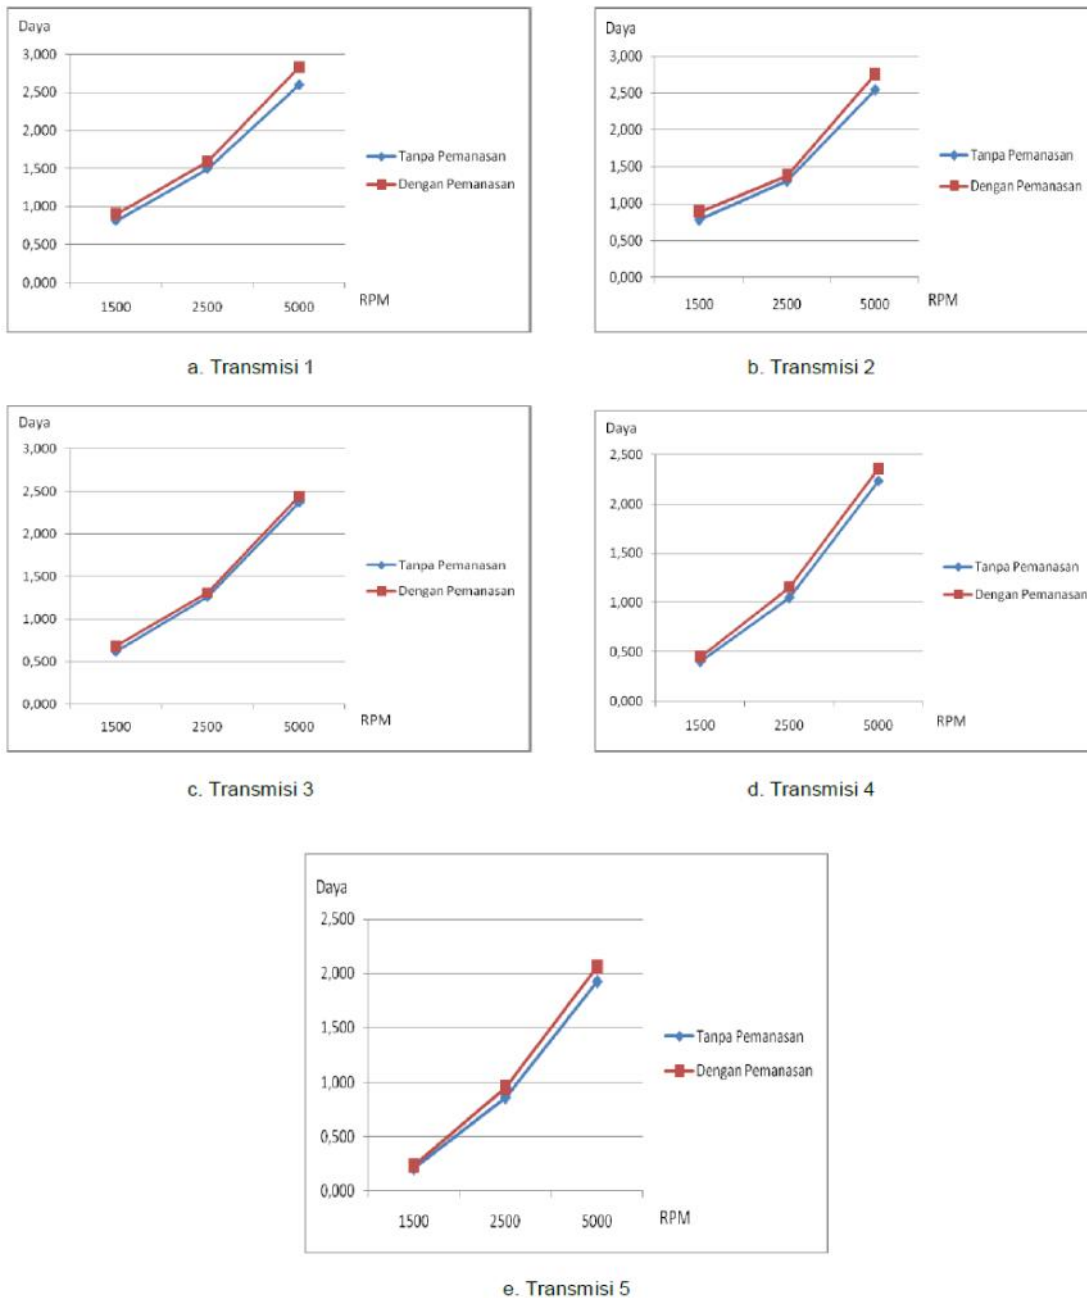 Daya
3,000
2,500
2,000
1,500
1,000
0,500
0,000
1500 2500 5000 RPM
Tanpa Pemanasan
Dengan Pemanasan
a. Transmisi 1
Daya
3,000
2,500
2,000
1,500
1,000
0,500
0,000
1500 2500 5000 RPM
Tanpa Pemanasan
Dengan Pemanasan
b. Transmisi 2
Daya
3,000
2,500
2,000
1,500
1,000
0,500
0,000
1500 2500 5000 RPM
Tanpa Pemanasan
Dengan Pemanasan
c. Transmisi 3
Daya
2,500
2,000
1,500
1,000
0,500
0,000
1500 2500 5000 RPM
Tanpa Pemanasan
Dengan Pemanasan
d. Transmisi 4
Daya
2,500
2,000
1,500
1,000
0,500
0,000
1500 2500 5000 RPM
Tanpa Pemanasan
Dengan Pemanasan
e. Transmisi 5